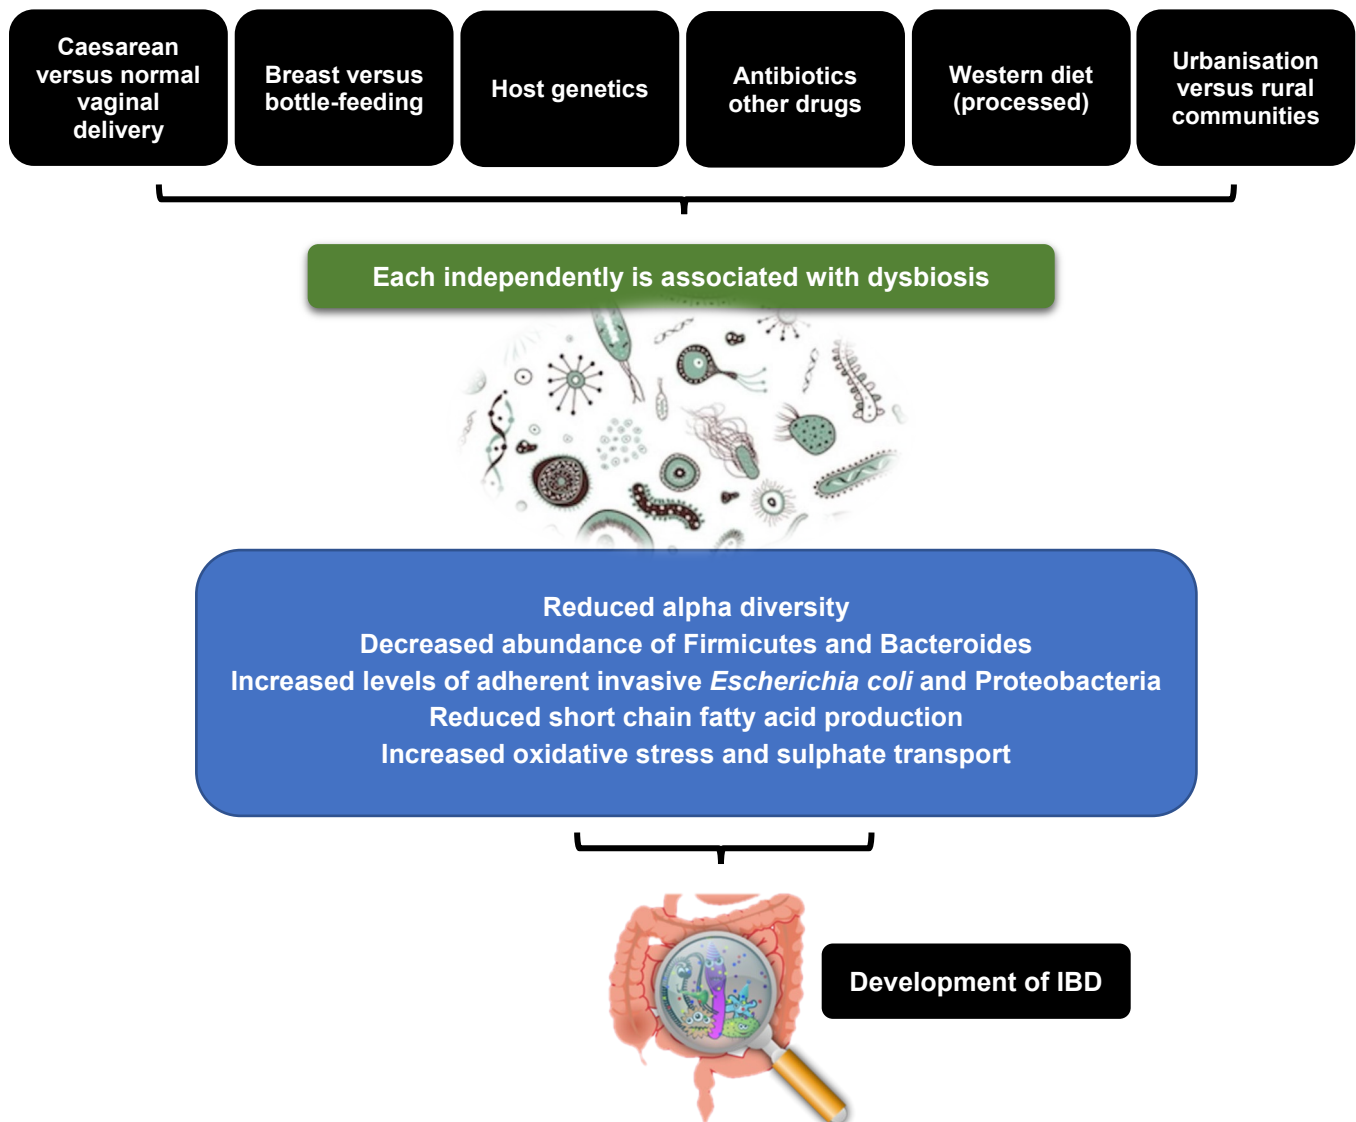 Caesarean
versus normal
vaginal
delivery
Breast versus
bottle-feeding
Host genetics
Antibiotics
other drugs
Western diet
(processed)
Urbanisation
versus rural
communities
Each independently is associated with dysbiosis
Reduced alpha diversity
Decreased abundance of Firmicutes and Bacteroides
Increased levels of adherent invasive Escherichia coli and Proteobacteria
Reduced short chain fatty acid production
Increased oxidative stress and sulphate transport
Development of IBD